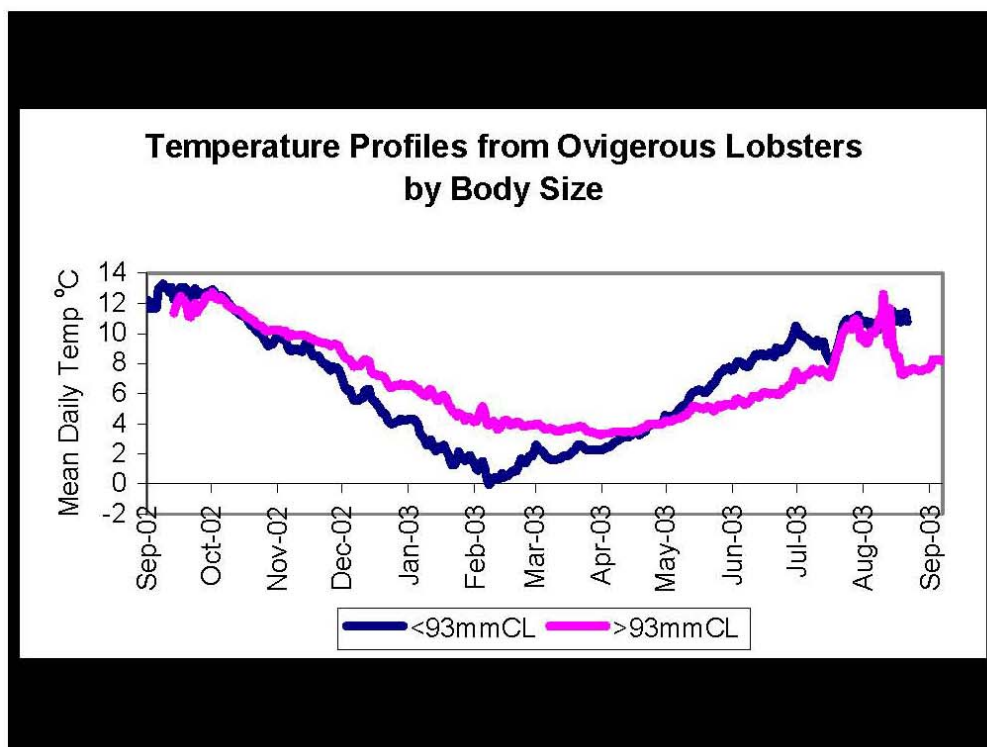 Temperature Profiles from Ovigerous Lobsters
by Body Size
Mean Daily Temp ºC
14
12
10
8
6
4
2
0
-2
Sep-02
Oct-02
Nov-02
Dec-02
Jan-03
Feb-03
Mar-03
Apr-03
May-03
Jun-03
Jul-03
Aug-03
Sep-03
<93mmCL
>93mmCL